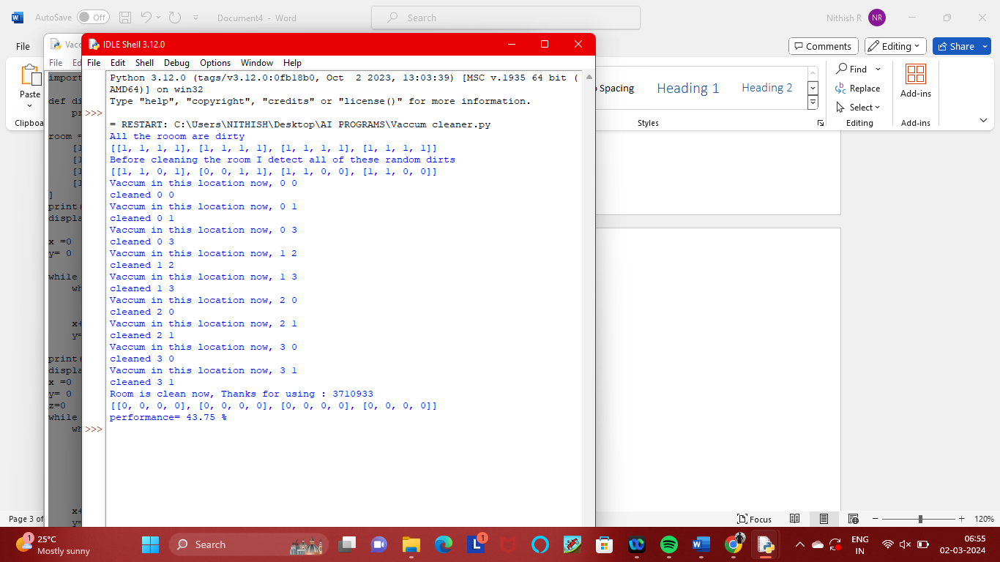 AutoSave Off Document4 - Word Search Nithish R NR
File Comments Editing Share
Paste Spacing Heading 1 Heading 2 Find Replace Select Add-ins
Clipboa Styles Editing Add-ins
Vacc
File Ed
import
def di
pr
room =
[1
[1
[1
[1
]
print(
displa
x =0
y= 0
while
wh
x+
y=
print(
displa
x =0
y= 0
z=0
while
wh
x+
y=
IDLE Shell 3.12.0
File Edit Shell Debug Options Window Help
Python 3.12.0 (tags/v3.12.0:0fb18b0, Oct  2 2023, 13:03:39) [MSC v.1935 64 bit (
AMD64)] on win32
Type "help", "copyright", "credits" or "license()" for more information.
>>>
= RESTART: C:\Users\NITHISH\Desktop\AI PROGRAMS\Vaccum cleaner.py
All the rooom are dirty
[[1, 1, 1, 1], [1, 1, 1, 1], [1, 1, 1, 1], [1, 1, 1, 1]]
Before cleaning the room I detect all of these random dirts
[[1, 1, 0, 1], [0, 0, 1, 1], [1, 1, 0, 0], [1, 1, 0, 0]]
Vaccum in this location now, 0 0
cleaned 0 0
Vaccum in this location now, 0 1
cleaned 0 1
Vaccum in this location now, 0 3
cleaned 0 3
Vaccum in this location now, 1 2
cleaned 1 2
Vaccum in this location now, 1 3
cleaned 1 3
Vaccum in this location now, 2 0
cleaned 2 0
Vaccum in this location now, 2 1
cleaned 2 1
Vaccum in this location now, 3 0
cleaned 3 0
Vaccum in this location now, 3 1
cleaned 3 1
Room is clean now, Thanks for using : 3710933
[[0, 0, 0, 0], [0, 0, 0, 0], [0, 0, 0, 0], [0, 0, 0, 0]]
performance= 43.75 %
>>>
Page 3 of Focus 120%
1 25°C
Mostly sunny
Search
L 1
ENG
IN
06:55
02-03-2024